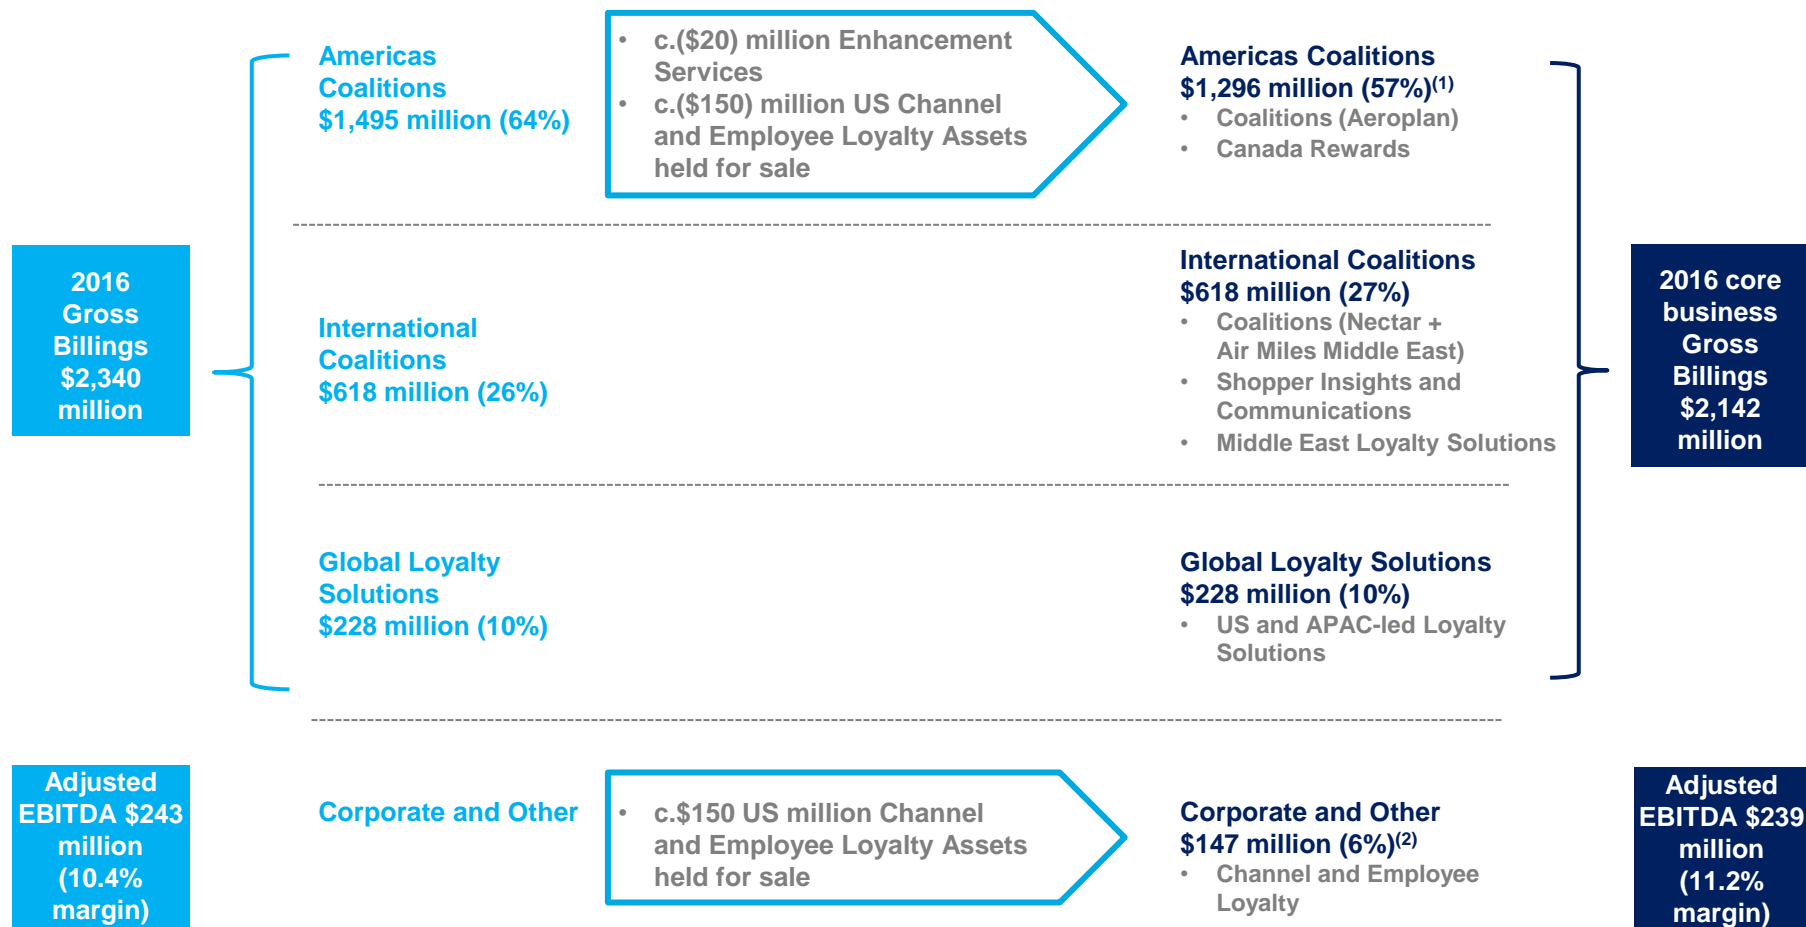 2016
Gross
Billings
$2,340
million
Americas
Coalitions
$1,495 million (64%)
• c.($20) million Enhancement
Services
• c.($150) million US Channel
and Employee Loyalty Assets
held for sale
Americas Coalitions
$1,296 million (57%)(1)
• Coalitions (Aeroplan)
• Canada Rewards
International
Coalitions
$618 million (26%)
International Coalitions
$618 million (27%)
• Coalitions (Nectar +
Air Miles Middle East)
• Shopper Insights and
Communications
• Middle East Loyalty Solutions
Global Loyalty
Solutions
$228 million (10%)
Global Loyalty Solutions
$228 million (10%)
• US and APAC-led Loyalty
Solutions
2016 core
business
Gross
Billings
$2,142
million
Adjusted
EBITDA $243
million
(10.4%
margin)
Corporate and Other
• c.$150 US million Channel
and Employee Loyalty Assets
held for sale
Corporate and Other
$147 million (6%)(2)
• Channel and Employee
Loyalty
Adjusted
EBITDA $239
million
(11.2%
margin)